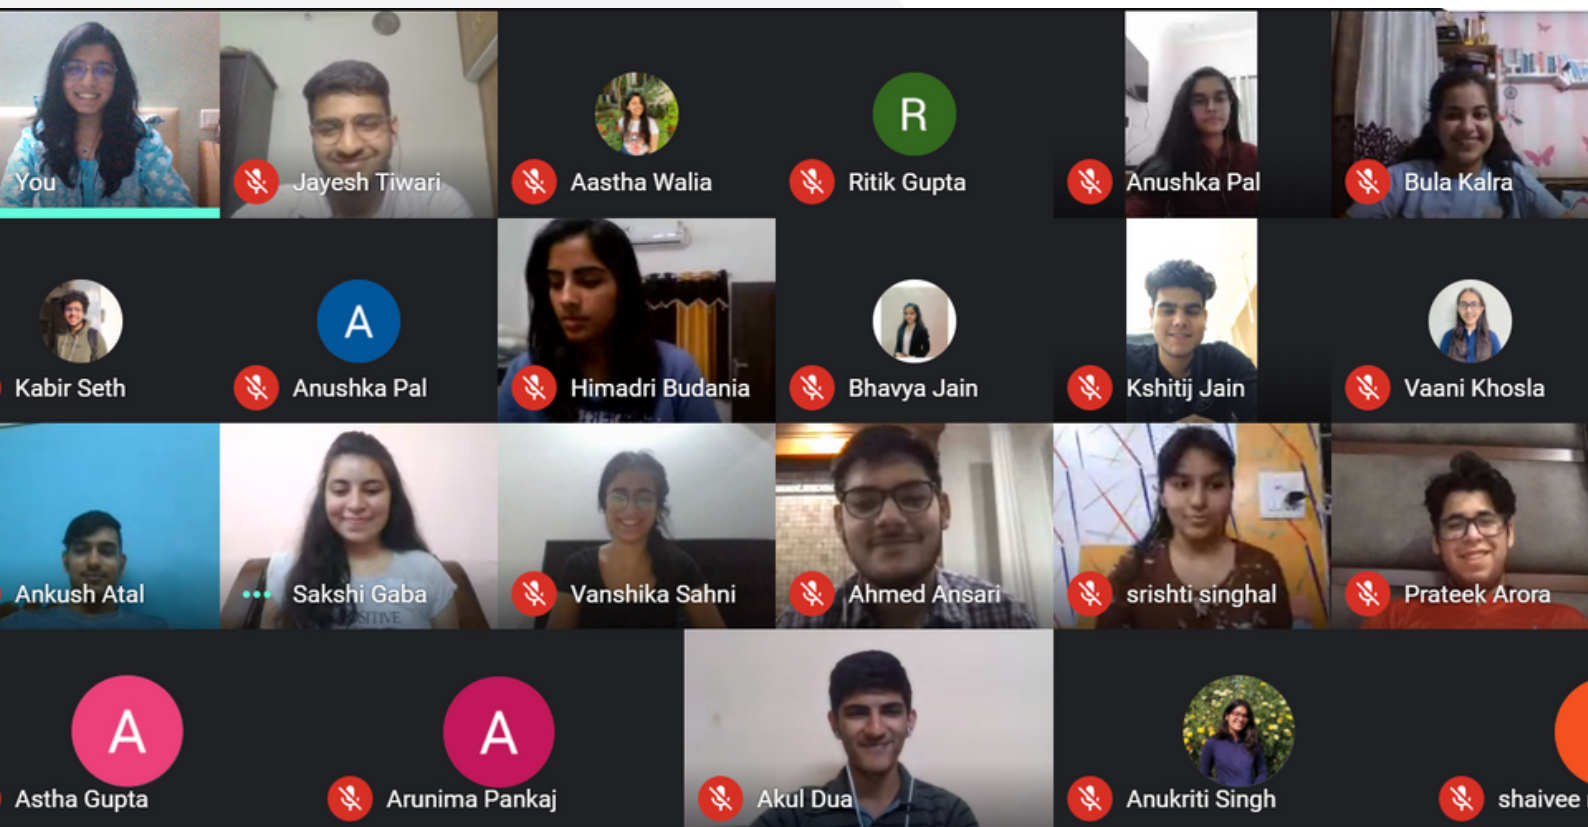 You
Jayesh Tiwari
Aastha Walia
R
Ritik Gupta
Anushka Pal
Bula Kalra
Kabir Seth
A
Anushka Pal
Himadri Budania
Bhavya Jain
Kshitij Jain
Vaani Khosla
Ankush Atal
Sakshi Gaba
Vanshika Sahni
Ahmed Ansari
srishti singhal
Prateek Arora
A
Astha Gupta
A
Arunima Pankaj
Akul Dua
Anukriti Singh
shaivee